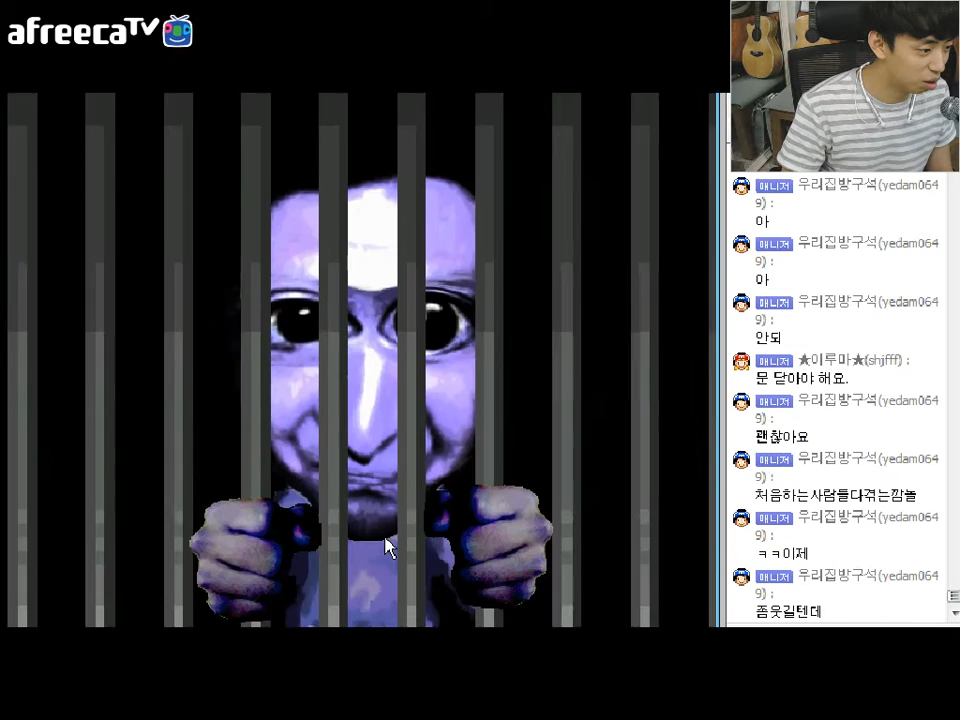 afreecaTV
매니저 우리집방구석(yedam064
9) :
아
매니저 우리집방구석(yedam064
9) :
아
매니저 우리집방구석(yedam064
9) :
안되
매니저 ★이루마★(shjfff) :
문 닫아야 해요.
매니저 우리집방구석(yedam064
9) :
괜찮아요
매니저 우리집방구석(yedam064
9) :
처음하는사람들다겪는깜놀
매니저 우리집방구석(yedam064
9) :
ㅋㅋ이제
매니저 우리집방구석(yedam064
9) :
좀웃길텐데